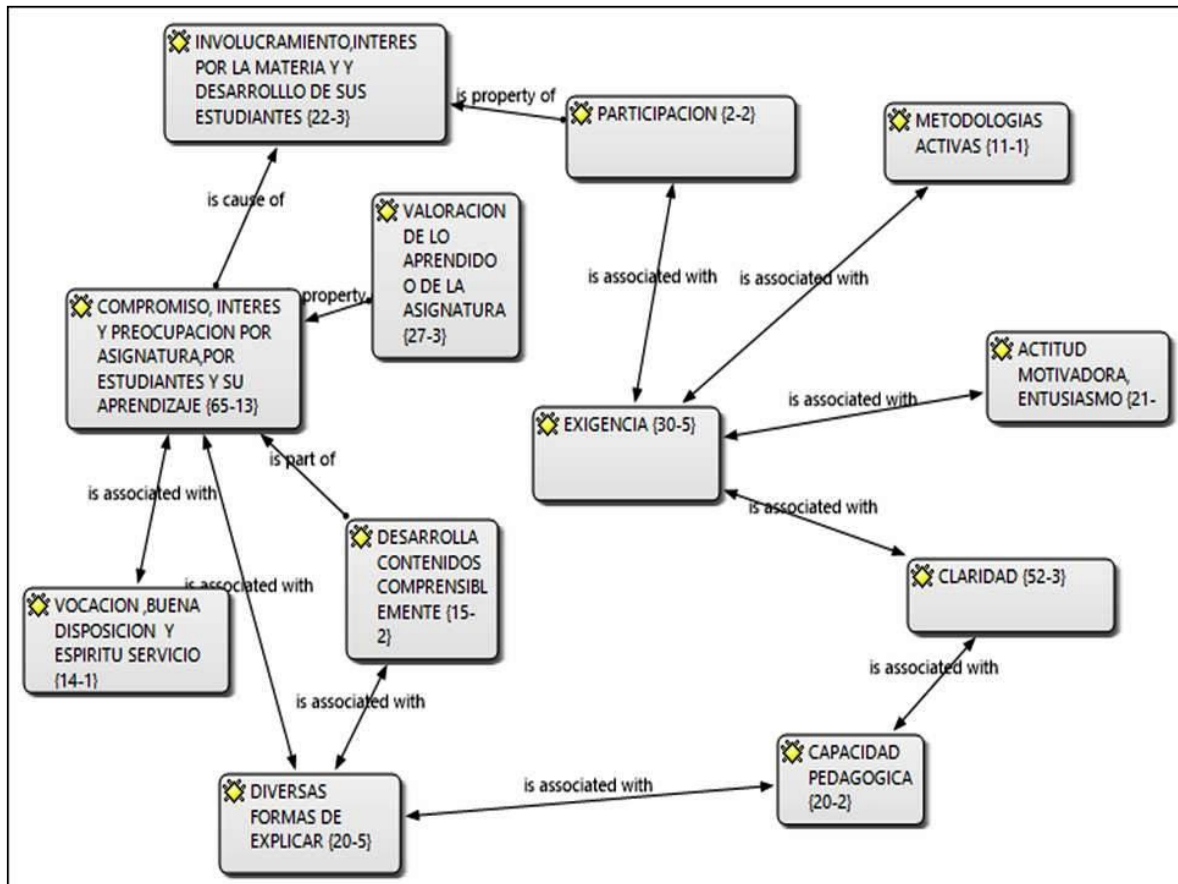 INVOLUCRAMIENTO,INTERES
POR LA MATERIA Y Y
DESARROLLLO DE SUS
ESTUDIANTES {22-3}
is property of
PARTICIPACION {2-2}
METODOLOGIAS
ACTIVAS {11-1}
is cause of
VALORACION
DE LO
APRENDIDO
O DE LA
ASIGNATURA
{27-3}
is associated with
is associated with
property
COMPROMISO, INTERES
Y PREOCUPACION POR
ASIGNATURA,POR
ESTUDIANTES Y SU
APRENDIZAJE {65-13}
ACTITUD
MOTIVADORA,
ENTUSIASMO {21-
is associated with
EXIGENCIA {30-5}
is part of
is associated with
is associated with
DESARROLLA
CONTENIDOS
COMPRENSIBL
EMENTE {15-
2}
is associated with
CLARIDAD {52-3}
VOCACION ,BUENA
DISPOSICION Y
ESPIRITU SERVICIO
{14-1}
is associated with
is associated with
CAPACIDAD
PEDAGOGICA
{20-2}
is associated with
DIVERSAS
FORMAS DE
EXPLICAR {20-5}